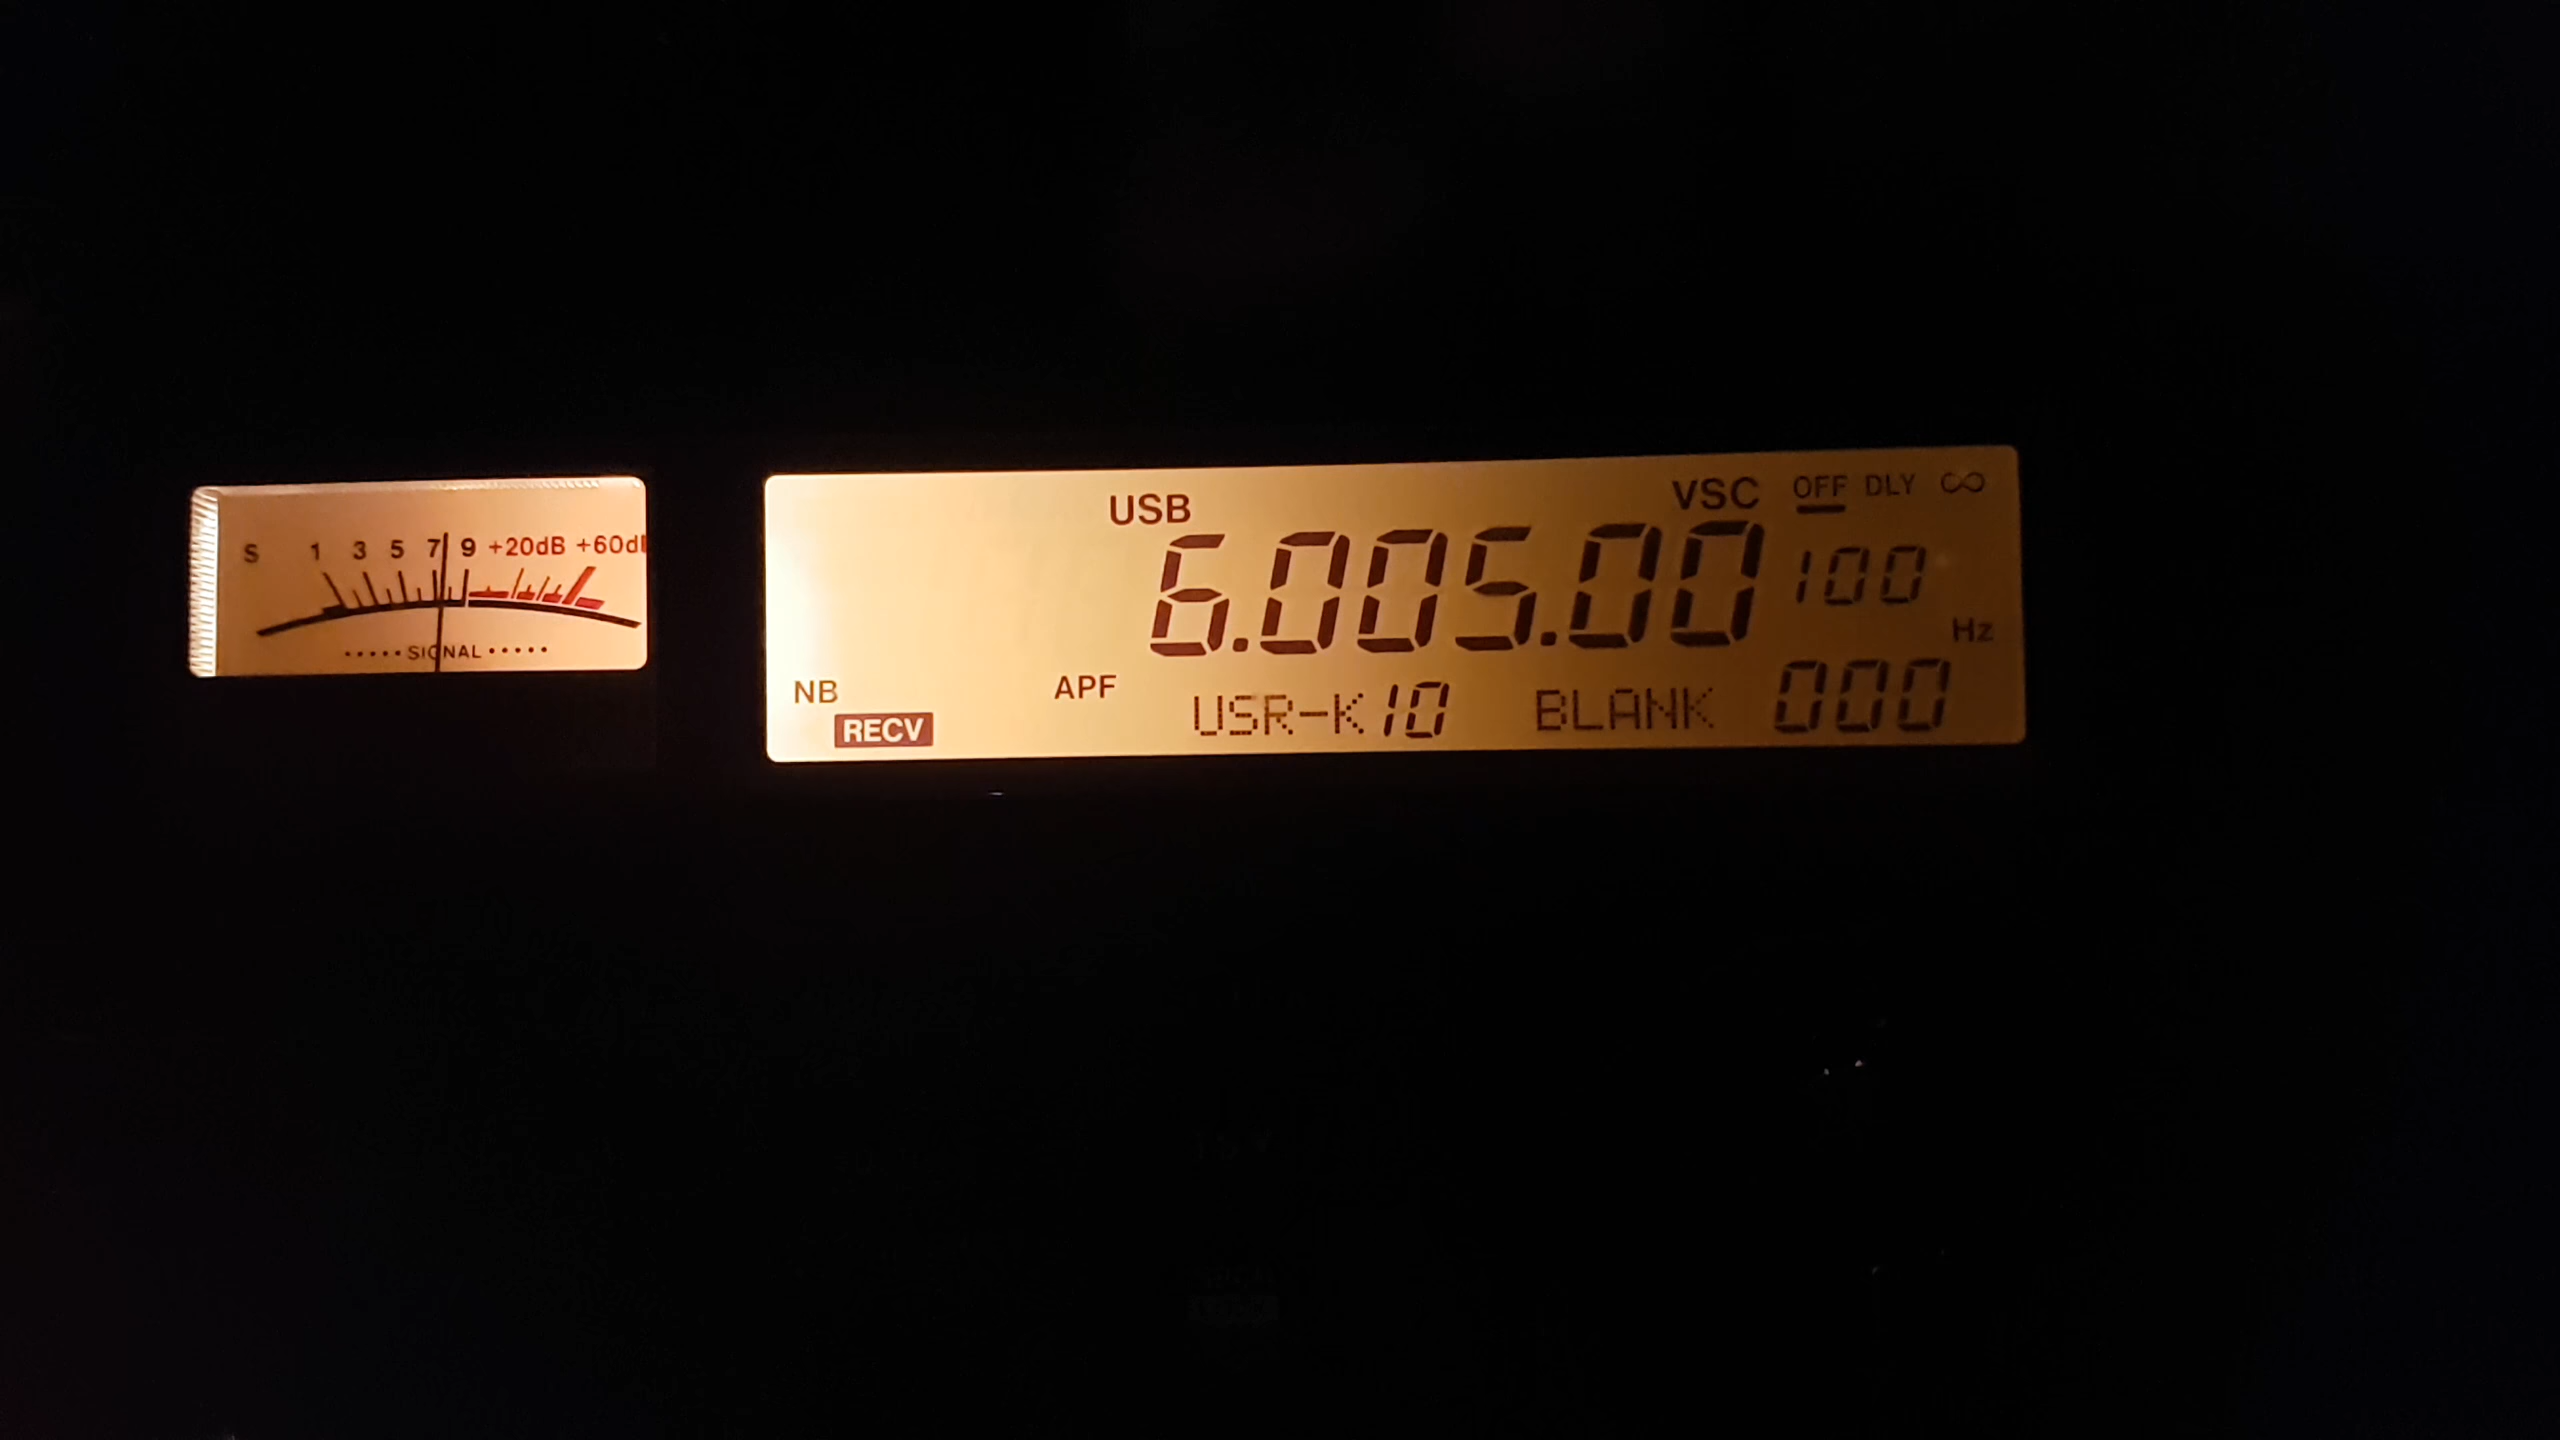 S 1 3 5 7 9 +20dB +60d
SIGNAL
USB VSC OFF DLY ∞
6.005.00 100
Hz
NB APF USR-K10 BLANK 000
RECV